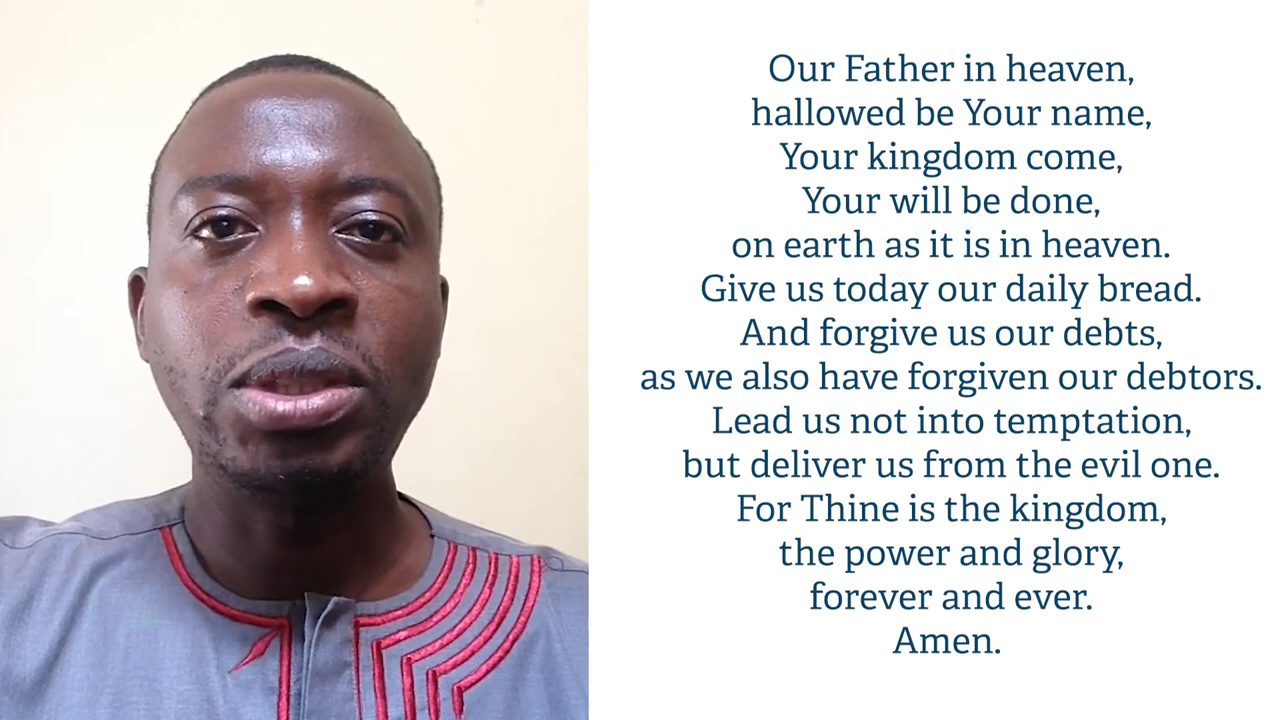 Our Father in heaven,
hallowed be Your name,
Your kingdom come,
Your will be done,
on earth as it is in heaven.
Give us today our daily bread.
And forgive us our debts,
as we also have forgiven our debtors.
Lead us not into temptation,
but deliver us from the evil one.
For Thine is the kingdom,
the power and glory,
forever and ever.
Amen.